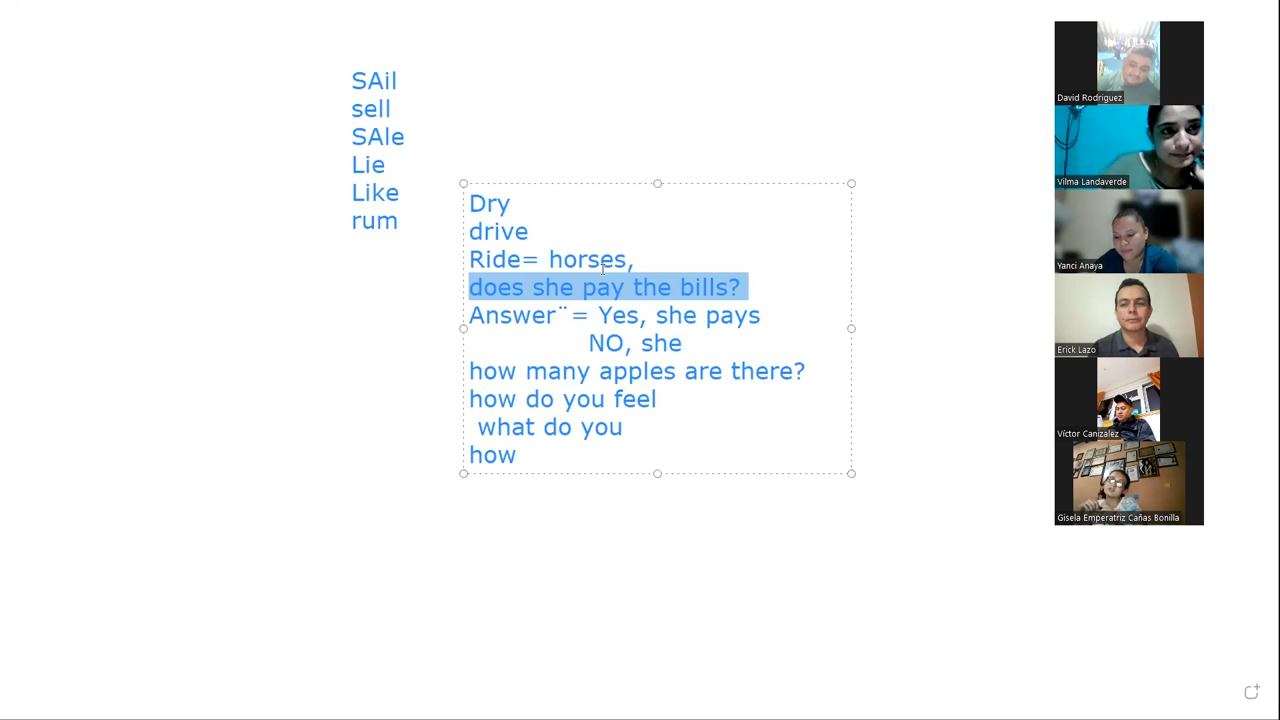 SAil
sell
SAle
Lie
Like
rum
Dry
drive
Ride= horses,
does she pay the bills?
Answer¨= Yes, she pays
NO, she
how many apples are there?
how do you feel
what do you
how
David Rodriguez
Vilma Landaverde
Yanci Anaya
Erick Lazo
Víctor Canizalez
Gisela Emperatriz Cañas Bonilla